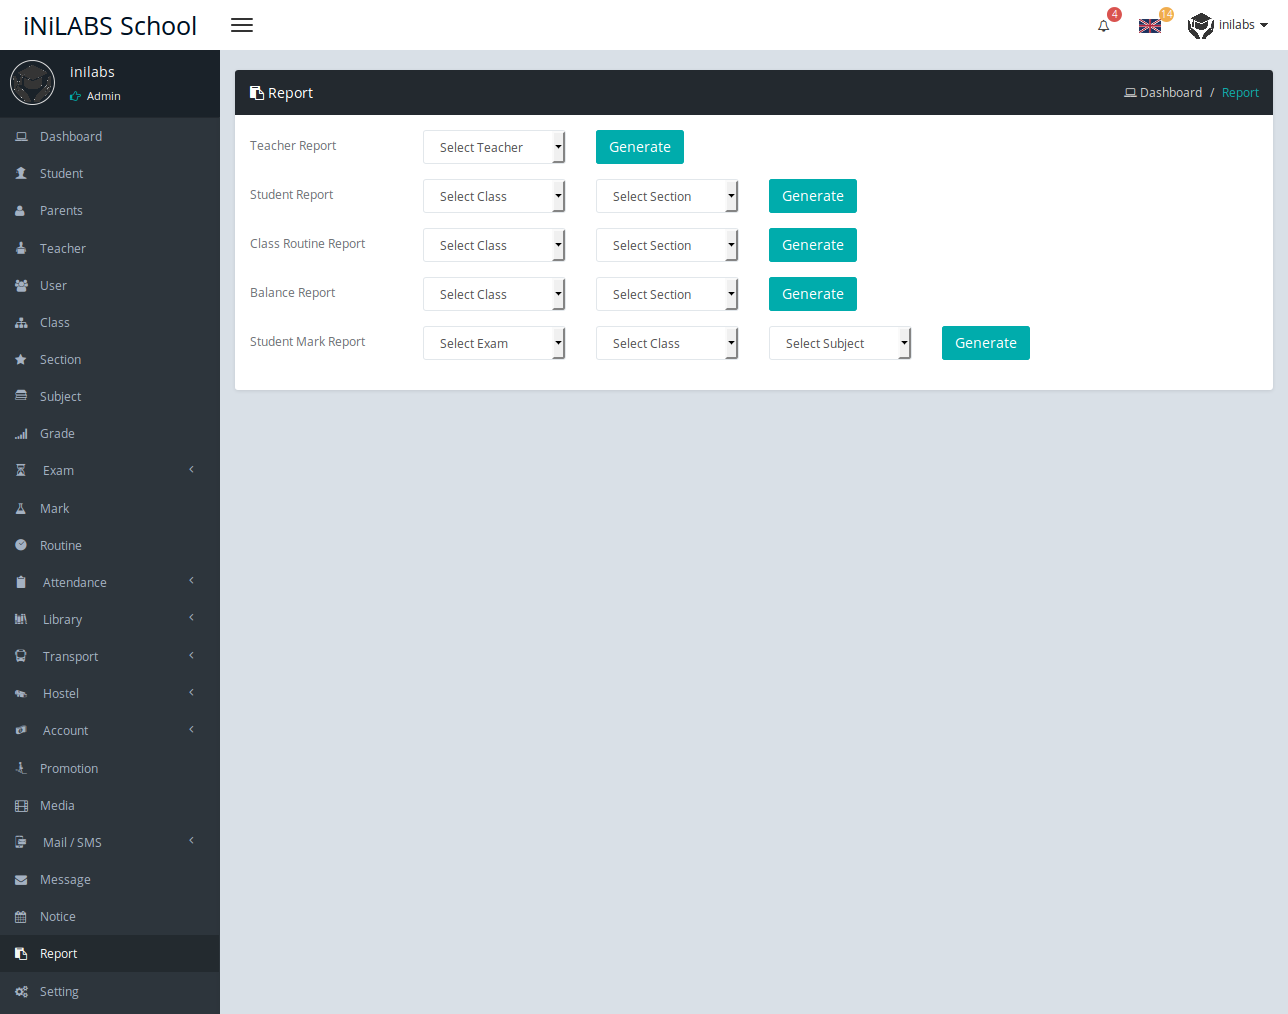 iNiLABS School
4
14
inilabs
inilabs
Admin
Dashboard
Student
Parents
Teacher
User
Class
Section
Subject
Grade
Exam
Mark
Routine
Attendance
Library
Transport
Hostel
Account
Promotion
Media
Mail / SMS
Message
Notice
Report
Setting
Report
Dashboard / Report
Teacher Report Select Teacher Generate
Student Report Select Class Select Section Generate
Class Routine Report Select Class Select Section Generate
Balance Report Select Class Select Section Generate
Student Mark Report Select Exam Select Class Select Subject Generate